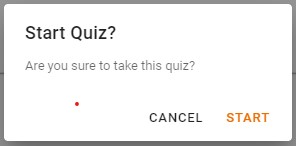 Start Quiz?
Are you sure to take this quiz?
CANCEL START